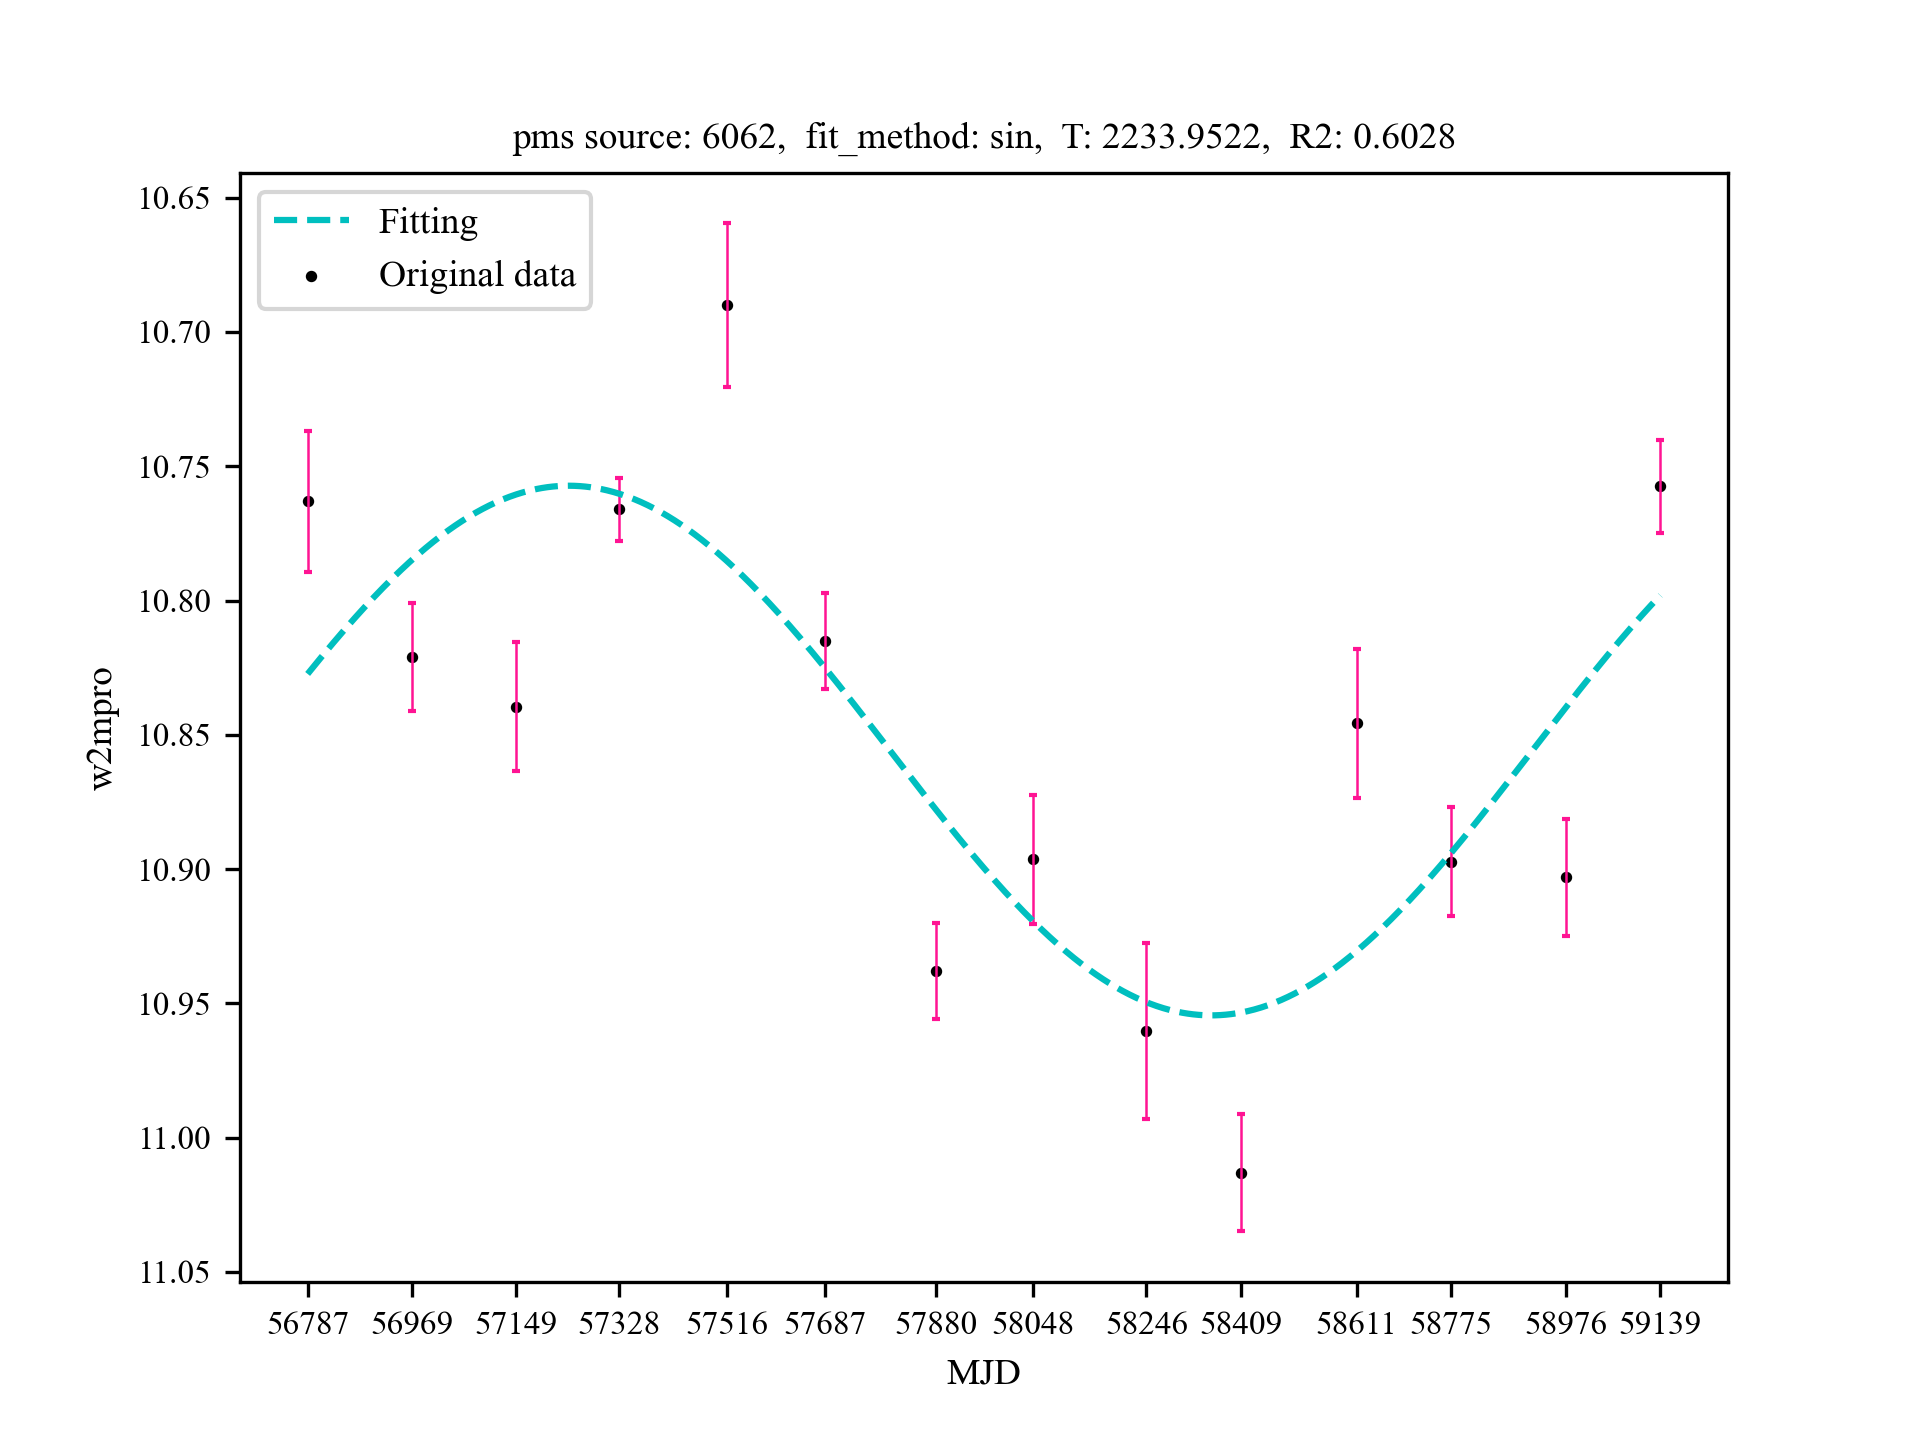 pms source: 6062,  fit_method: sin,  T: 2233.9522,  R2: 0.6028
Fitting
Original data
10.65
10.70
10.75
10.80
10.85
10.90
10.95
11.00
11.05
w2mpro
56787 56969 57149 57328 57516 57687 57880 58048 58246 58409 58611 58775 58976 59139
MJD